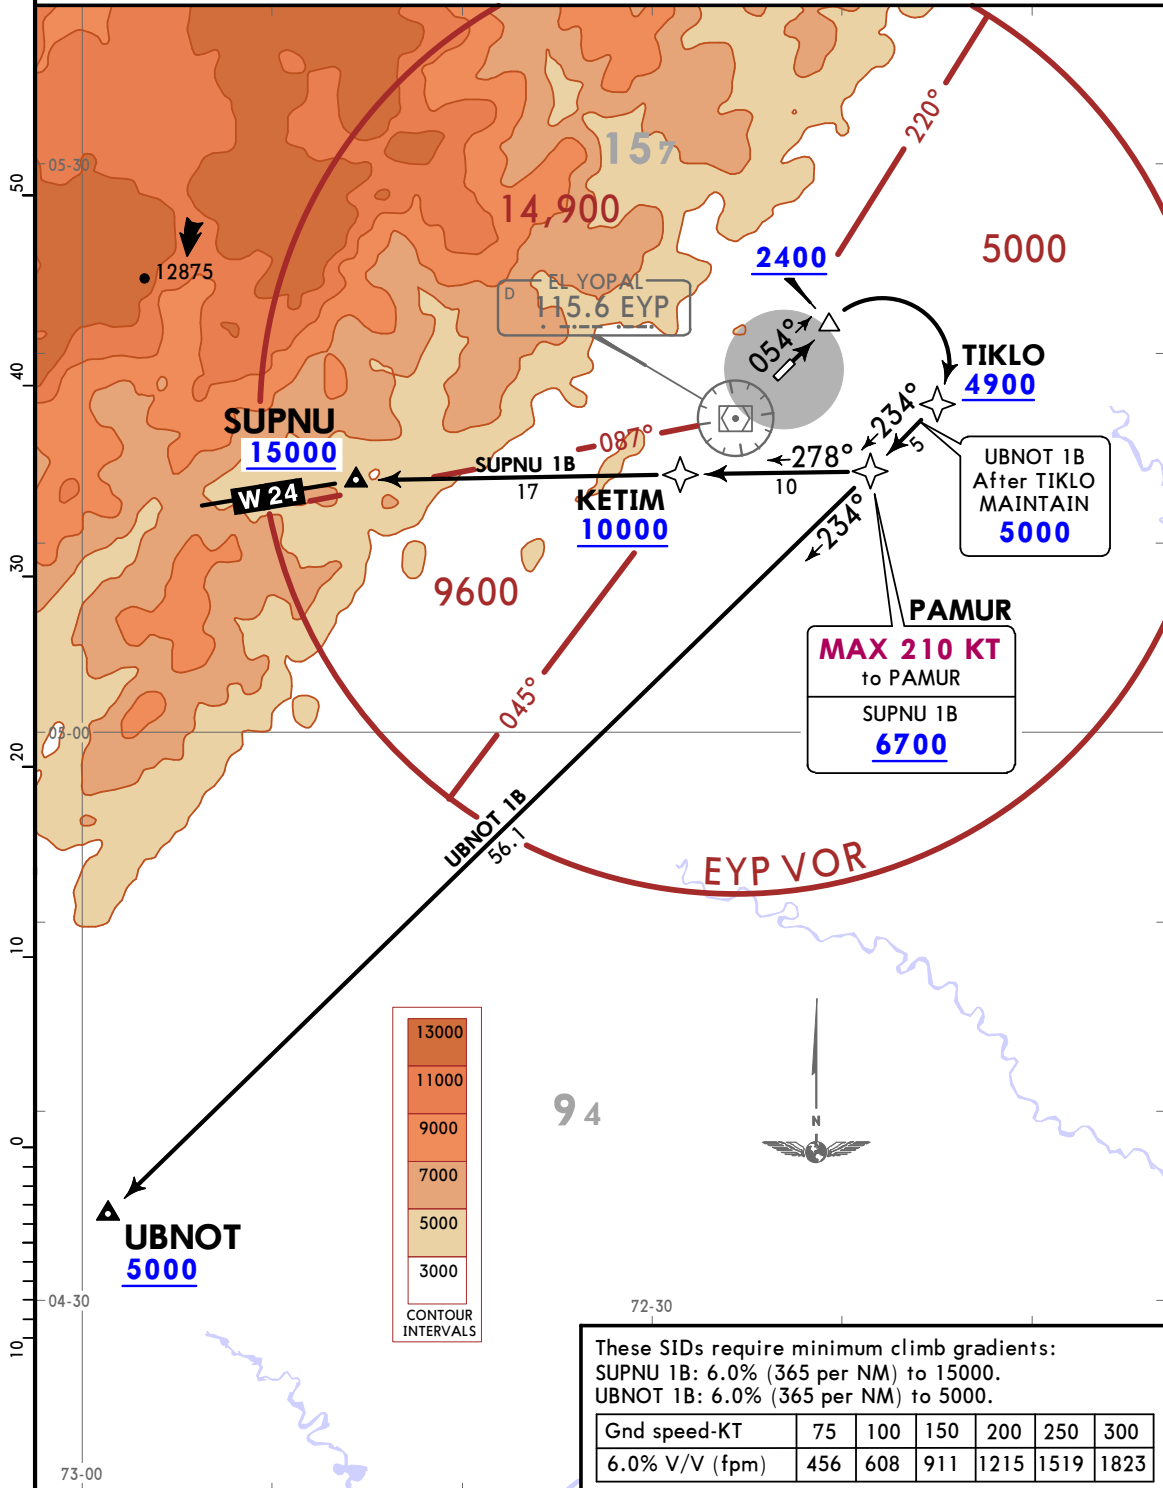 05-30
50
157
14,900
220°
5000
12875
2400
EL YOPAL
D
115.6 EYP
054°
40
TIKLO
4900
SUPNU
15000
087°
234°
278°
SUPNU 1B
17
10
5
W 24
KETIM
10000
UBNOT 1B
After TIKLO
MAINTAIN
5000
234°
30
9600
PAMUR
MAX 210 KT
to PAMUR
SUPNU 1B
6700
045°
05-00
20
UBNOT 1B
56.1
EYP VOR
10
13000
11000
9000
7000
5000
3000
CONTOUR
INTERVALS
94
N
0
UBNOT
5000
04-30
72-30
10
73-00
These SIDs require minimum climb gradients:
SUPNU 1B: 6.0% (365 per NM) to 15000.
UBNOT 1B: 6.0% (365 per NM) to 5000.
Gnd speed-KT 75 100 150 200 250 300
6.0% V/V (fpm) 456 608 911 1215 1519 1823